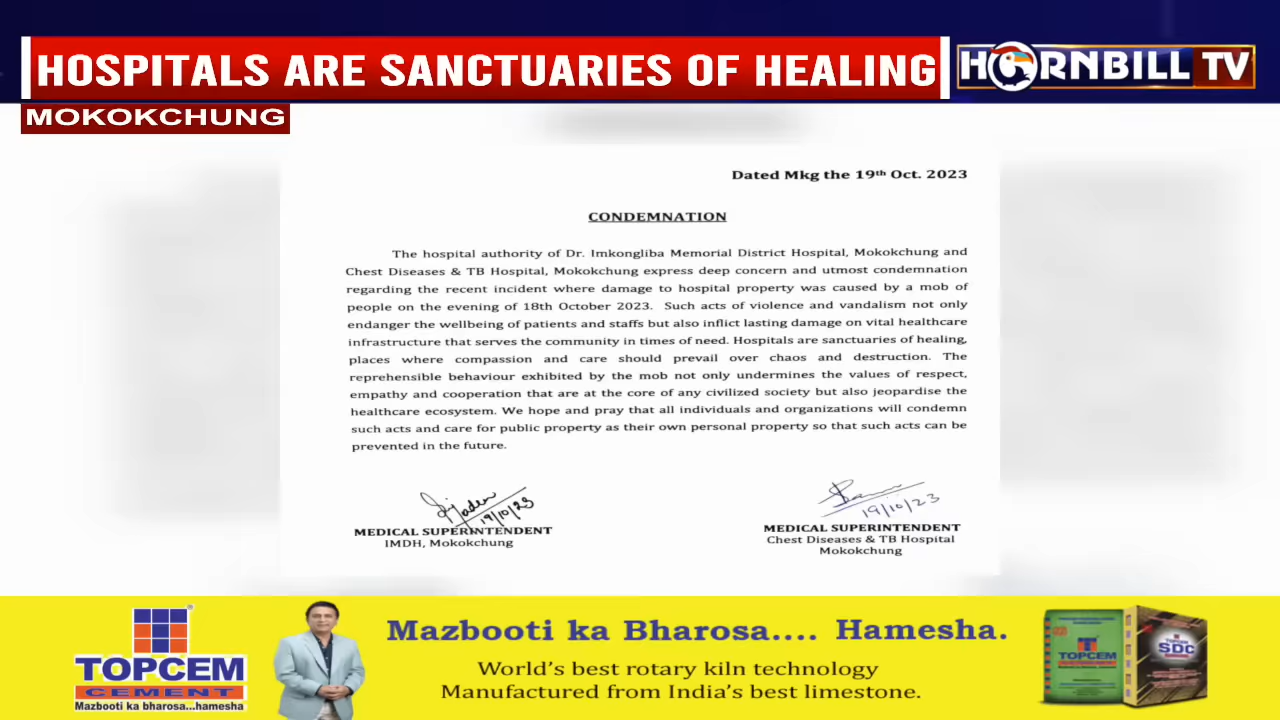 HOSPITALS ARE SANCTUARIES OF HEALING
HORNBILL TV
MOKOKCHUNG
Dated Mkg the 19th Oct. 2023
CONDEMNATION
The hospital authority of Dr. Imkongliba Memorial District Hospital, Mokokchung and
Chest Diseases & TB Hospital, Mokokchung express deep concern and utmost condemnation
regarding the recent incident where damage to hospital property was caused by a mob of
people on the evening of 18th October 2023. Such acts of violence and vandalism not only
endanger the wellbeing of patients and staffs but also inflict lasting damage on vital healthcare
infrastructure that serves the community in times of need. Hospitals are sanctuaries of healing,
places where compassion and care should prevail over chaos and destruction. The
reprehensible behaviour exhibited by the mob not only undermines the values of respect,
empathy and cooperation that are at the core of any civilized society but also jeopardise the
healthcare ecosystem. We hope and pray that all individuals and organizations will condemn
such acts and care for public property as their own personal property so that such acts can be
prevented in the future.
19/10/23
MEDICAL SUPERINTENDENT
IMDH, Mokokchung
19/10/23
MEDICAL SUPERINTENDENT
Chest Diseases & TB Hospital
Mokokchung
TOPCEM
CEMENT
Mazbooti ka bharosa...hamesha
Mazbooti ka Bharosa.... Hamesha.
World's best rotary kiln technology
Manufactured from India's best limestone.
TOPCEM
SDC